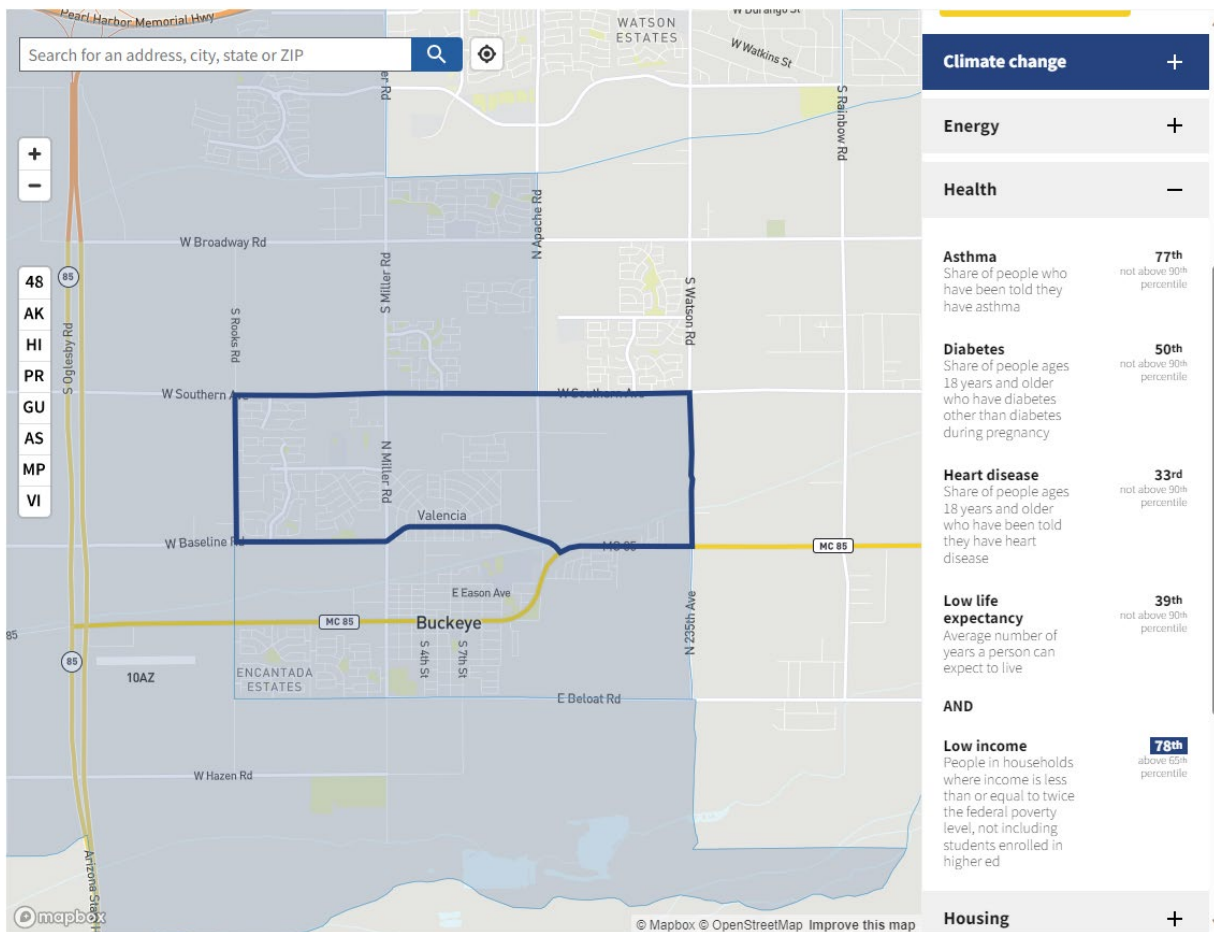 Pearl Harbor Memorial Hwy
WATSON
ESTATES
W Durango St
W Watkins St
Search for an address, city, state or ZIP
er Rd
S Rainbow Rd
+
−
N Apache Rd
W Broadway Rd
85
S Miller Rd
S Watson Rd
S Rooks Rd
S Oglesby Rd
48
AK
HI
PR
GU
AS
MP
VI
W Southern Ave
W Southern Ave
N Miller Rd
Valencia
W Baseline Rd
MC 85
MC 85
E Eason Ave
MC 85
Buckeye
85
85
S 4th St
S 7th St
N 235th Ave
10AZ
ENCANTADA
ESTATES
E Beloat Rd
W Hazen Rd
Arizona Sta
mapbox
© Mapbox © OpenStreetMap Improve this map
Climate change +
Energy +
Health −
Asthma 77th
Share of people who not above 90th
have been told they percentile
have asthma
Diabetes 50th
Share of people ages not above 90th
18 years and older percentile
who have diabetes
other than diabetes
during pregnancy
Heart disease 33rd
Share of people ages not above 90th
18 years and older percentile
who have been told
they have heart
disease
Low life 39th
expectancy not above 90th
Average number of percentile
years a person can
expect to live
AND
Low income 78th
People in households above 65th
where income is less percentile
than or equal to twice
the federal poverty
level, not including
students enrolled in
higher ed
Housing +